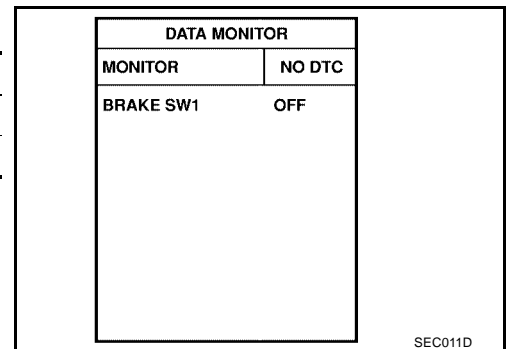 DATA MONITOR
MONITOR NO DTC
BRAKE SW1 OFF
SEC011D